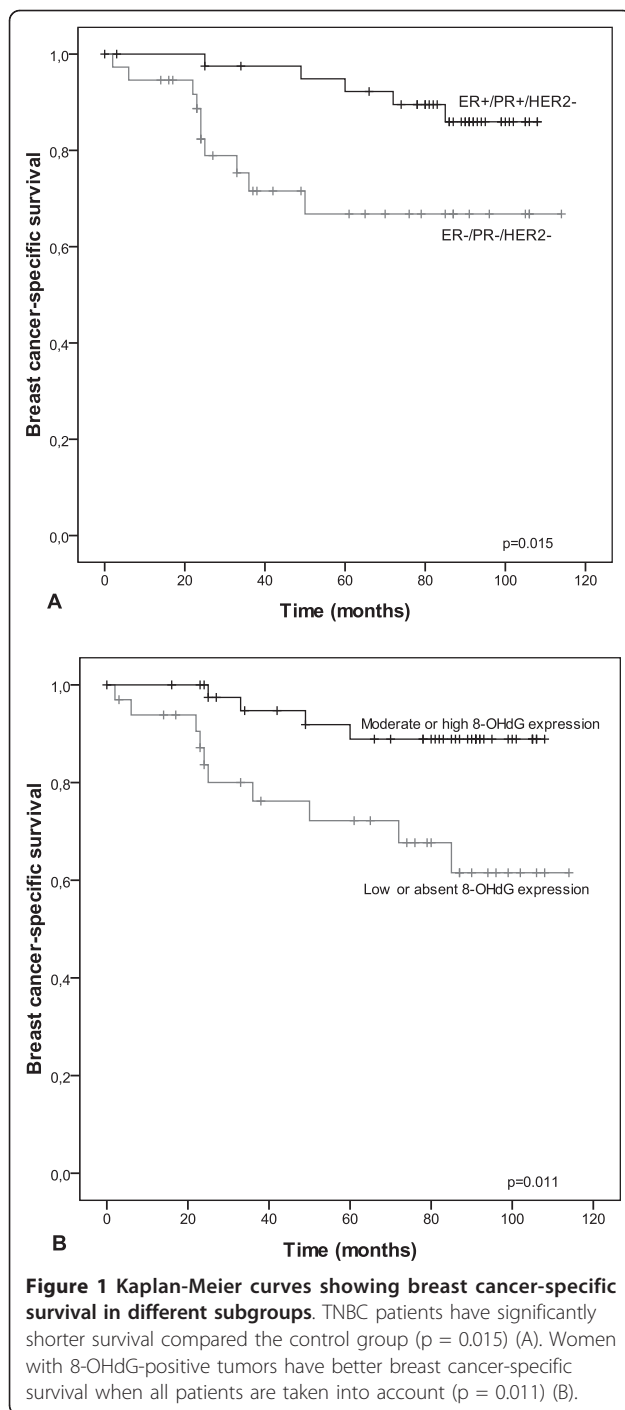 1,0
0,8
0,6
0,4
0,2
0,0
Breast cancer-specific survival
ER+/PR+/HER2-
ER-/PR-/HER2-
p=0.015
0 20 40 60 80 100 120
A
Time (months)
1,0
0,8
0,6
0,4
0,2
0,0
Breast cancer-specific survival
Moderate or high 8-OHdG expression
Low or absent 8-OHdG expression
p=0.011
0 20 40 60 80 100 120
B
Time (months)
Figure 1 Kaplan-Meier curves showing breast cancer-specific
survival in different subgroups. TNBC patients have significantly
shorter survival compared the control group (p = 0.015) (A). Women
with 8-OHdG-positive tumors have better breast cancer-specific
survival when all patients are taken into account (p = 0.011) (B).